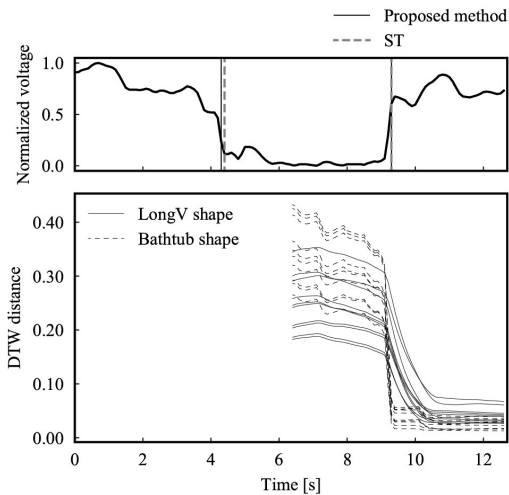 Proposed method
ST
Normalized voltage
1.0
0.5
0.0
DTW distance
0.40
0.30
0.20
0.10
0.00
LongV shape
Bathtub shape
0 2 4 6 8 10 12
Time [s]